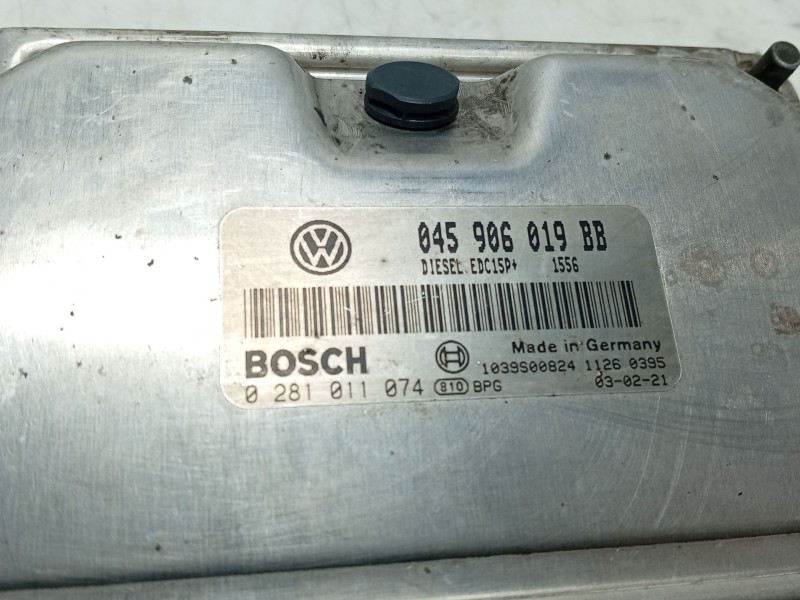 VW
045 906 019 BB
DIESEL EDC15P+ 1556
BOSCH
Made in Germany
1039S00824 1126 0395
0 281 011 074 810 BPG
03-02-21